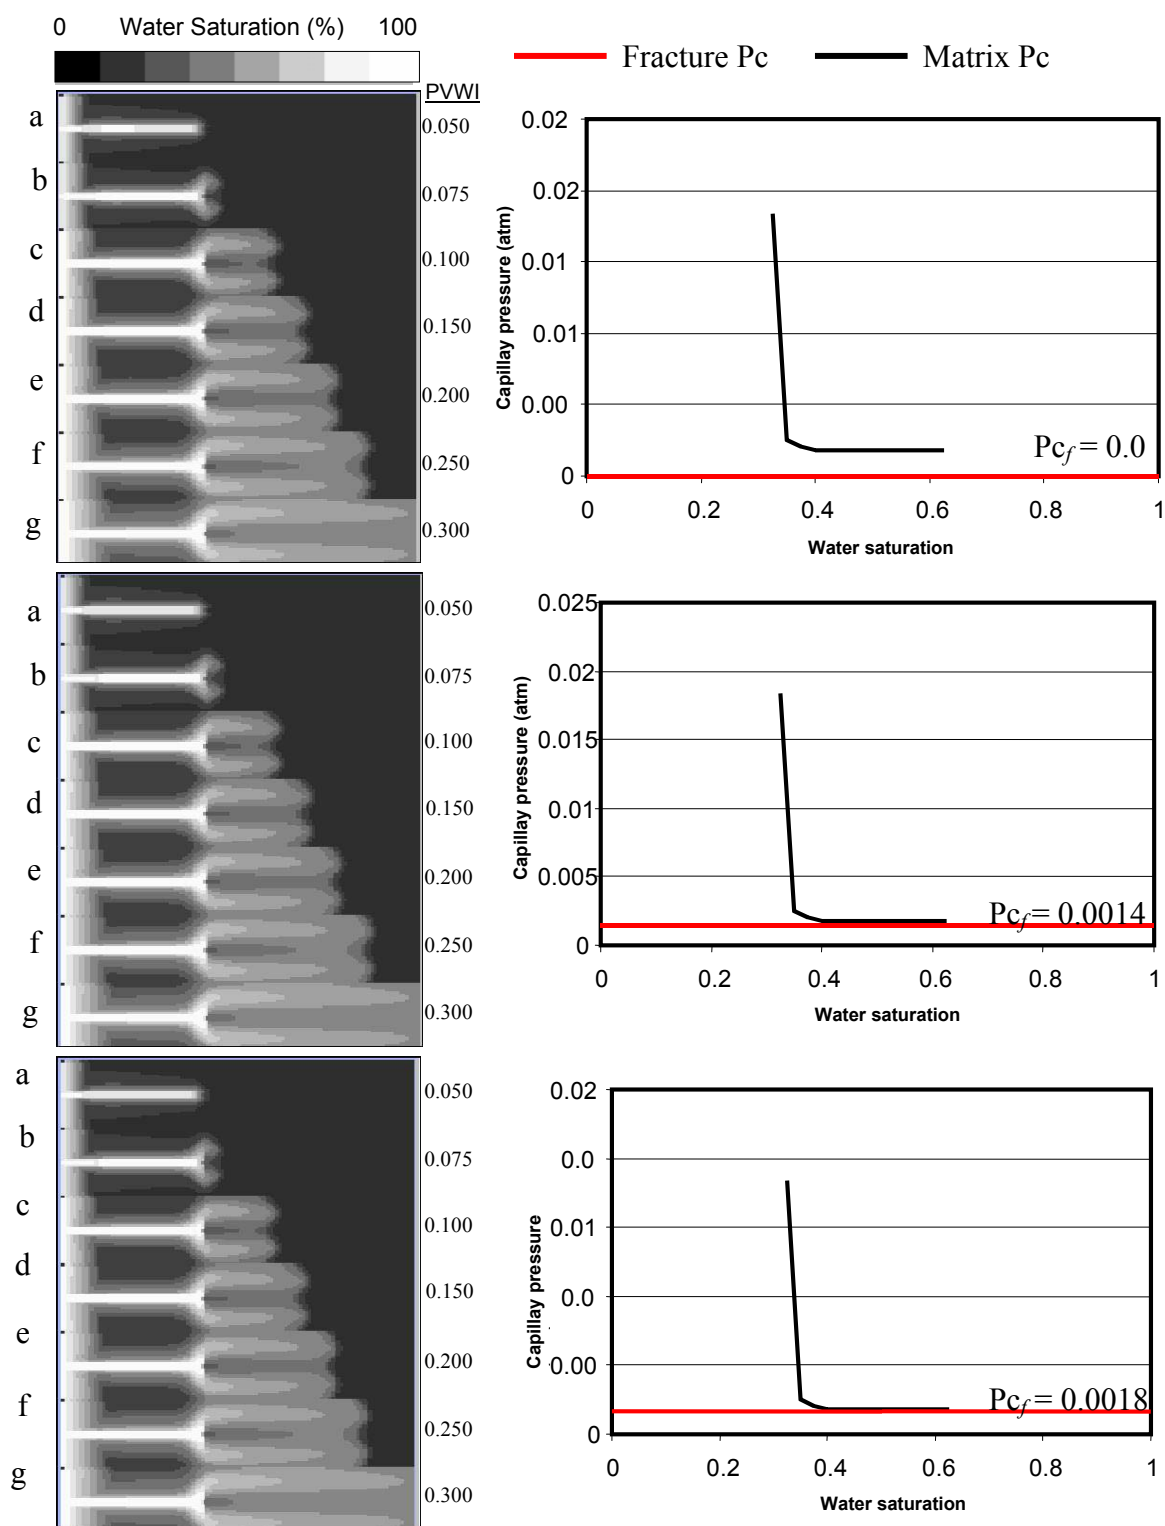 0 Water Saturation (%) 100
Fracture Pc Matrix Pc
PVWI
a 0.050
b 0.075
c 0.100
d 0.150
e 0.200
f 0.250
g 0.300
Capillay pressure (atm)
0.02
0.02
0.01
0.01
0.00
0
Pcf = 0.0
0 0.2 0.4 0.6 0.8 1
Water saturation
a 0.050
b 0.075
c 0.100
d 0.150
e 0.200
f 0.250
g 0.300
Capillay pressure (atm)
0.025
0.02
0.015
0.01
0.005
0
Pcf = 0.0014
0 0.2 0.4 0.6 0.8 1
Water saturation
a 0.050
b 0.075
c 0.100
d 0.150
e 0.200
f 0.250
g 0.300
Capillay pressure
0.02
0.0
0.01
0.0
0.00
0
Pcf = 0.0018
0 0.2 0.4 0.6 0.8 1
Water saturation